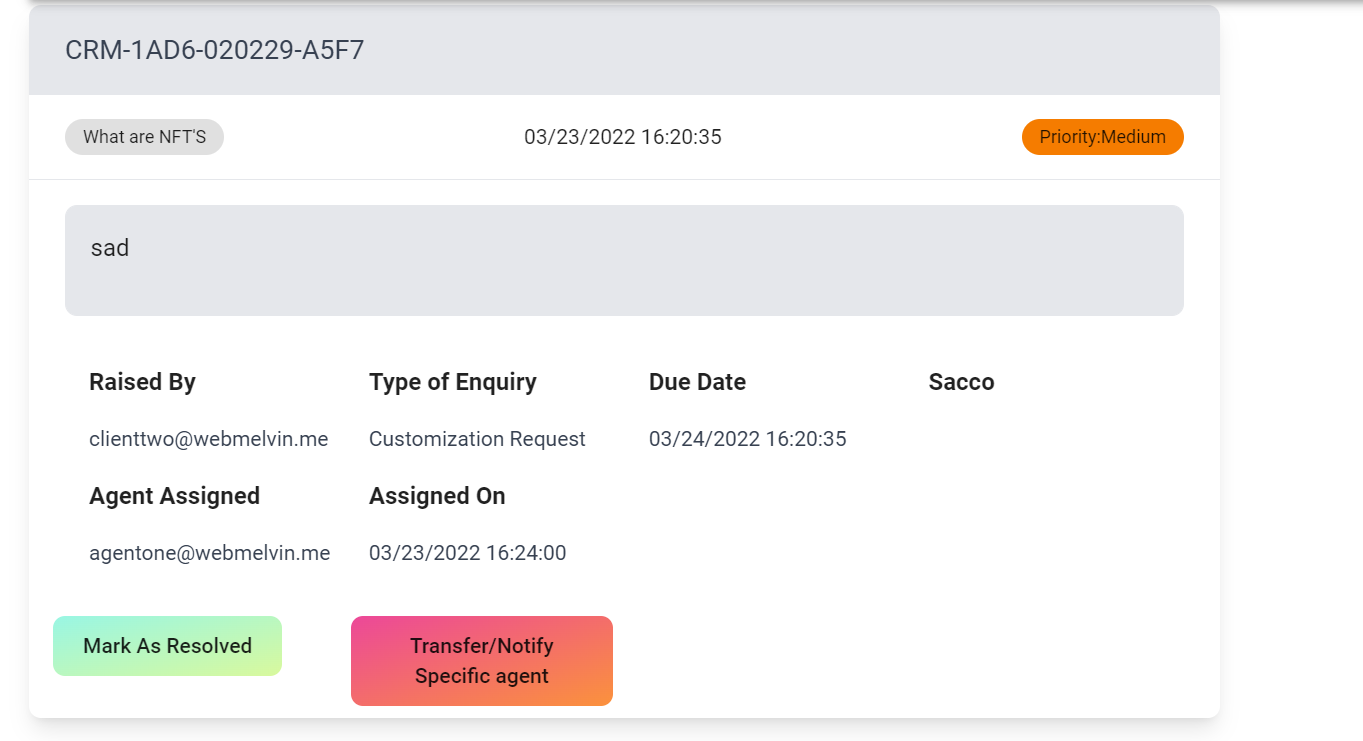 CRM-1AD6-020229-A5F7
What are NFT'S
03/23/2022 16:20:35
Priority:Medium
sad
Raised By
Type of Enquiry
Due Date
Sacco
clienttwo@webmelvin.me
Customization Request
03/24/2022 16:20:35
Agent Assigned
Assigned On
agentone@webmelvin.me
03/23/2022 16:24:00
Mark As Resolved
Transfer/Notify
Specific agent